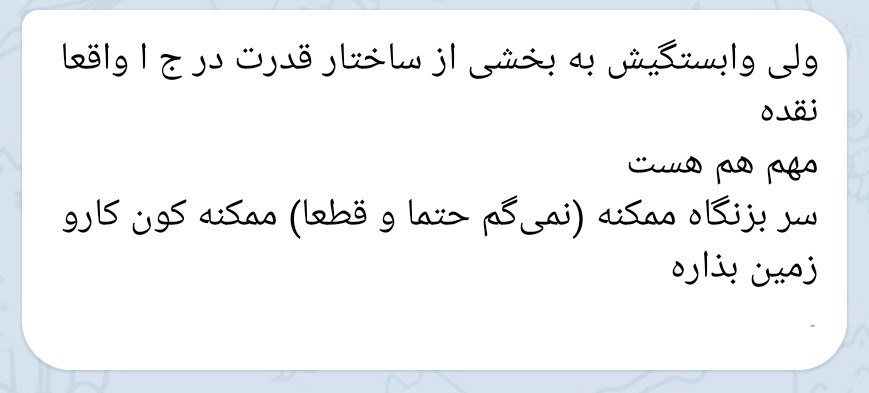 ولی وابستگیش به بخشی از ساختار قدرت در ج ا واقعا
نقده
مهم هم هست
سر بزنگاه ممکنه (نمی‌گم حتما و قطعا) ممکنه کون کارو
زمین بذاره